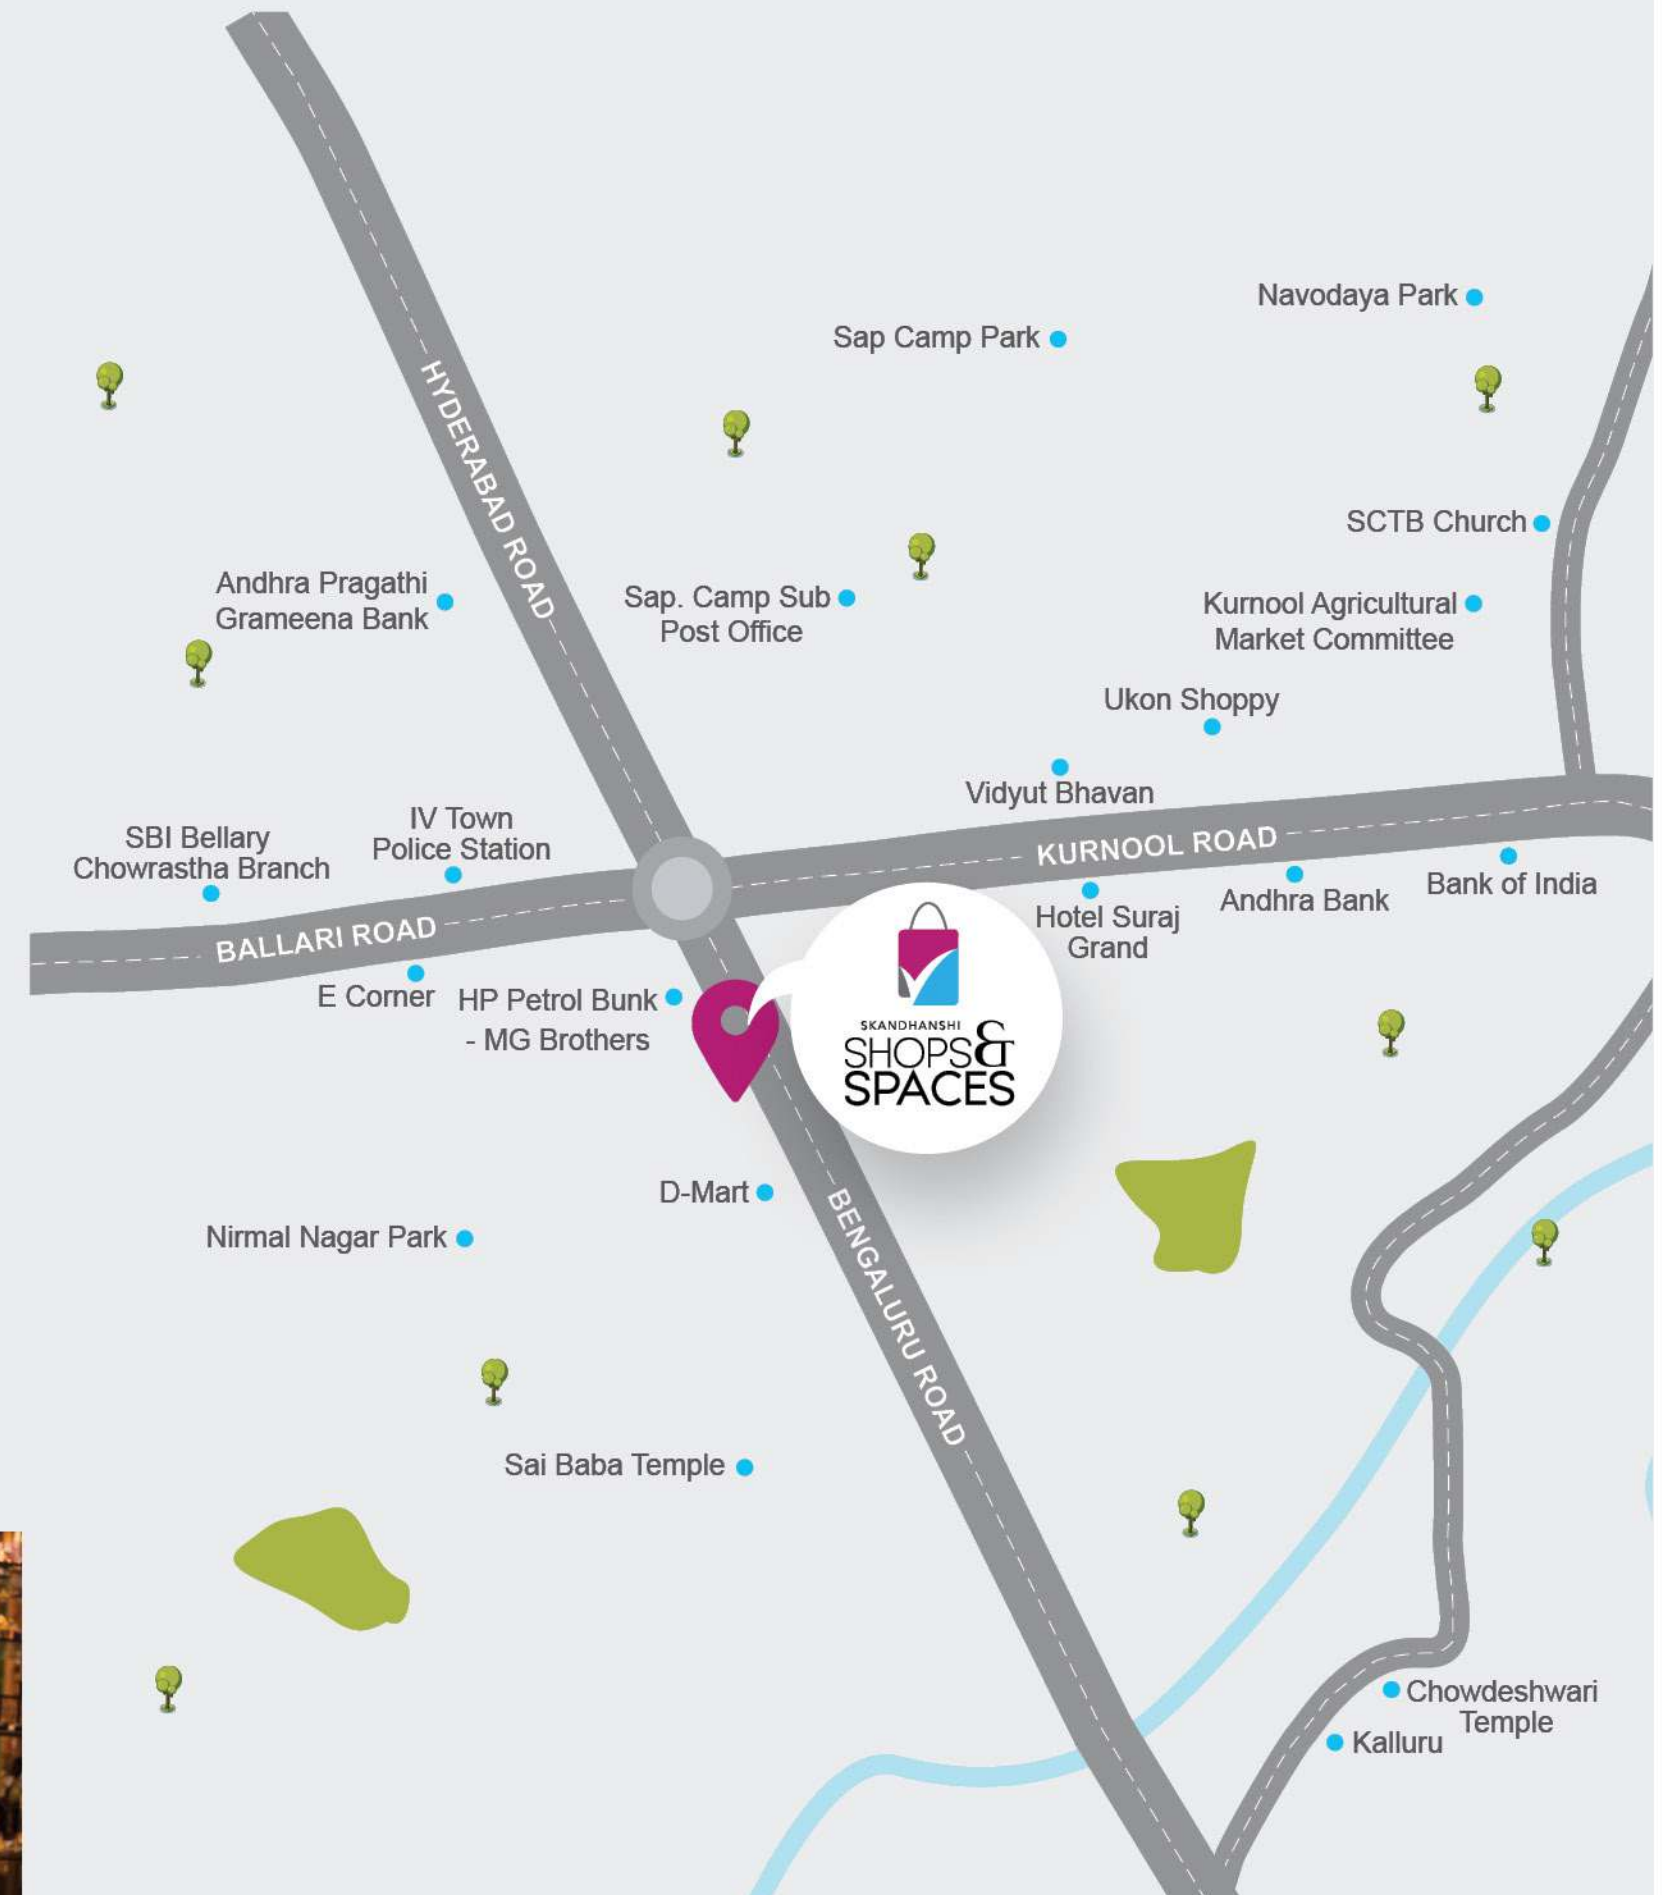 Navodaya Park
Sap Camp Park
HYDERABAD ROAD
SCTB Church
Andhra Pragathi
Grameena Bank
Sap. Camp Sub
Post Office
Kurnool Agricultural
Market Committee
Ukon Shoppy
Vidyut Bhavan
IV Town
Police Station
SBI Bellary
Chowrastha Branch
KURNOOL ROAD
Bank of India
Andhra Bank
Hotel Suraj
Grand
BALLARI ROAD
E Corner
HP Petrol Bunk
- MG Brothers
SKANDHANSHI
SHOPS&
SPACES
D-Mart
Nirmal Nagar Park
BENGALURU ROAD
Sai Baba Temple
Chowdeshwari
Temple
Kalluru